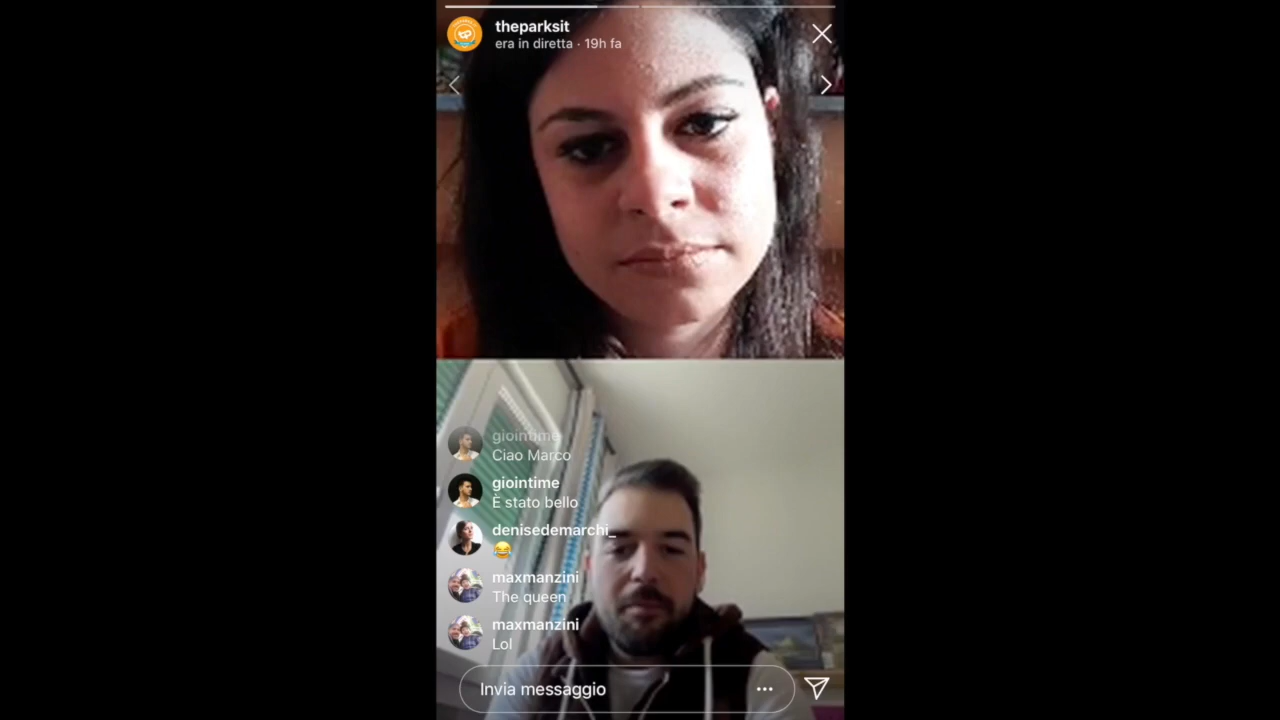 theparksit
era in diretta · 19h fa
giointime
Ciao Marco
giointime
È stato bello
denisedemarchi_
😂
maxmanzini
The queen
maxmanzini
Lol
Invia messaggio